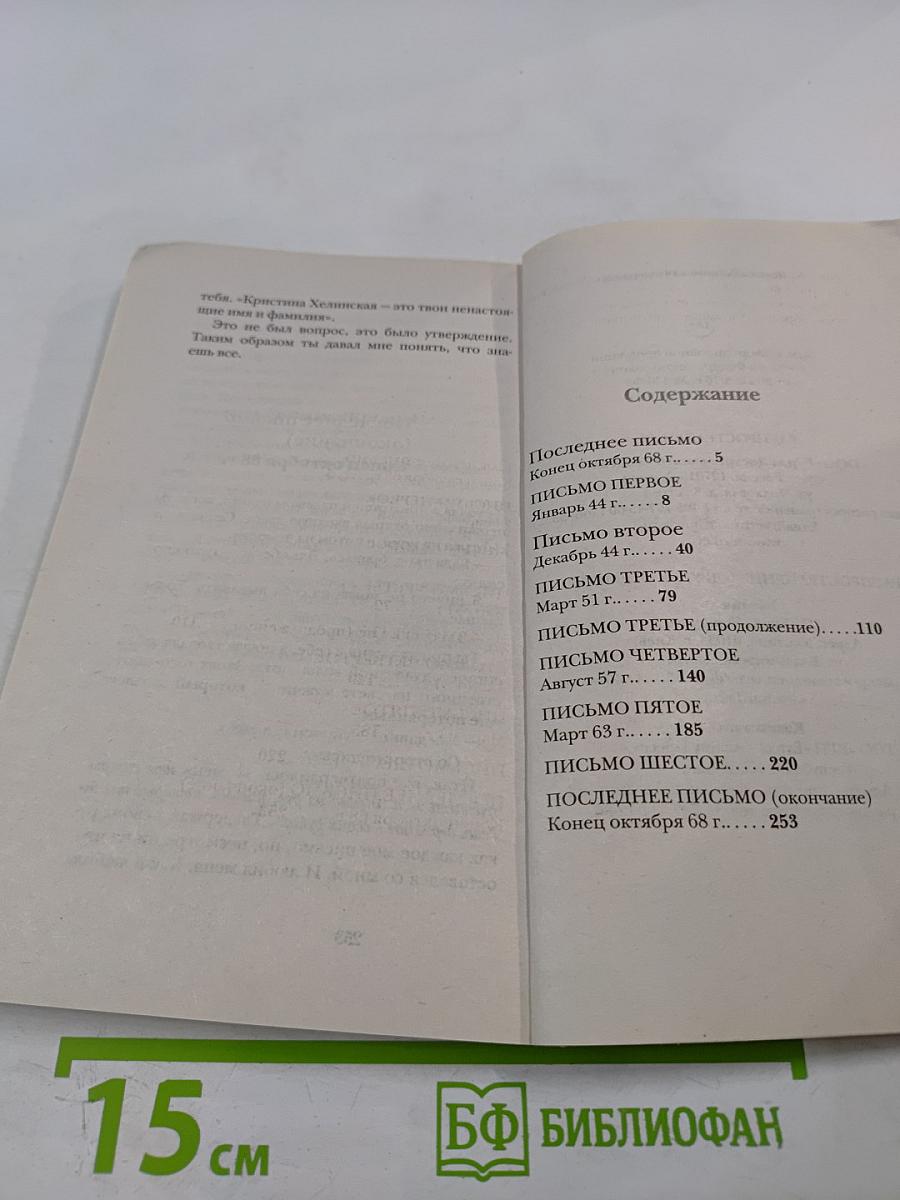 тебя. «Кристина Хелинская — это твои ненастоя-
щие имя и фамилия».
Это не был вопрос, это было утверждение.
Таким образом ты давал мне понять, что зна-
ешь все.
Содержание
Последнее письмо
Конец октября 68 г...... 5
ПИСЬМО ПЕРВОЕ
Январь 44 г...... 8
Письмо второе
Декабрь 44 г...... 40
ПИСЬМО ТРЕТЬЕ
Март 51 г...... 79
ПИСЬМО ТРЕТЬЕ (продолжение).....110
ПИСЬМО ЧЕТВЕРТОЕ
Август 57 г...... 140
ПИСЬМО ПЯТОЕ
Март 63 г...... 185
ПИСЬМО ШЕСТОЕ..... 220
ПОСЛЕДНЕЕ ПИСЬМО (окончание)
Конец октября 68 г...... 253
15 см
БФ БИБЛИОФАН